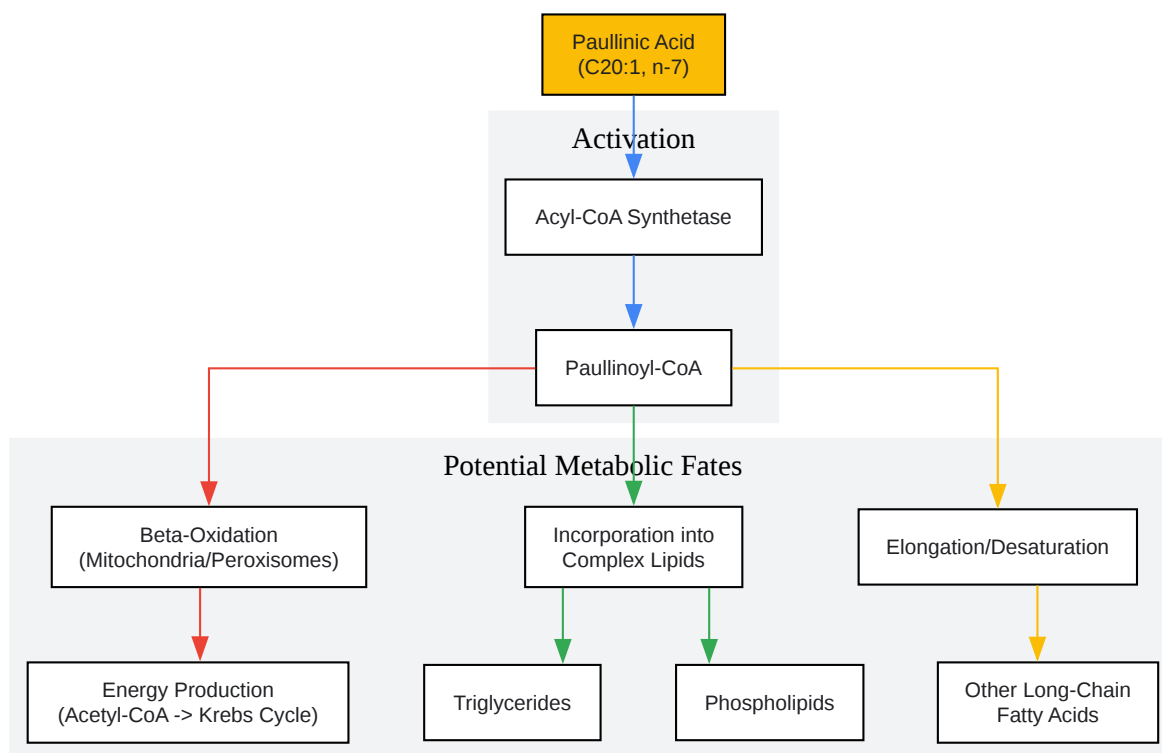 Paullinic Acid
(C20:1, n-7)
Activation
Acyl-CoA Synthetase
Paullinoyl-CoA
Potential Metabolic Fates
Beta-Oxidation
(Mitochondria/Peroxisomes)
Incorporation into
Complex Lipids
Elongation/Desaturation
Energy Production
(Acetyl-CoA -> Krebs Cycle)
Triglycerides
Phospholipids
Other Long-Chain
Fatty Acids